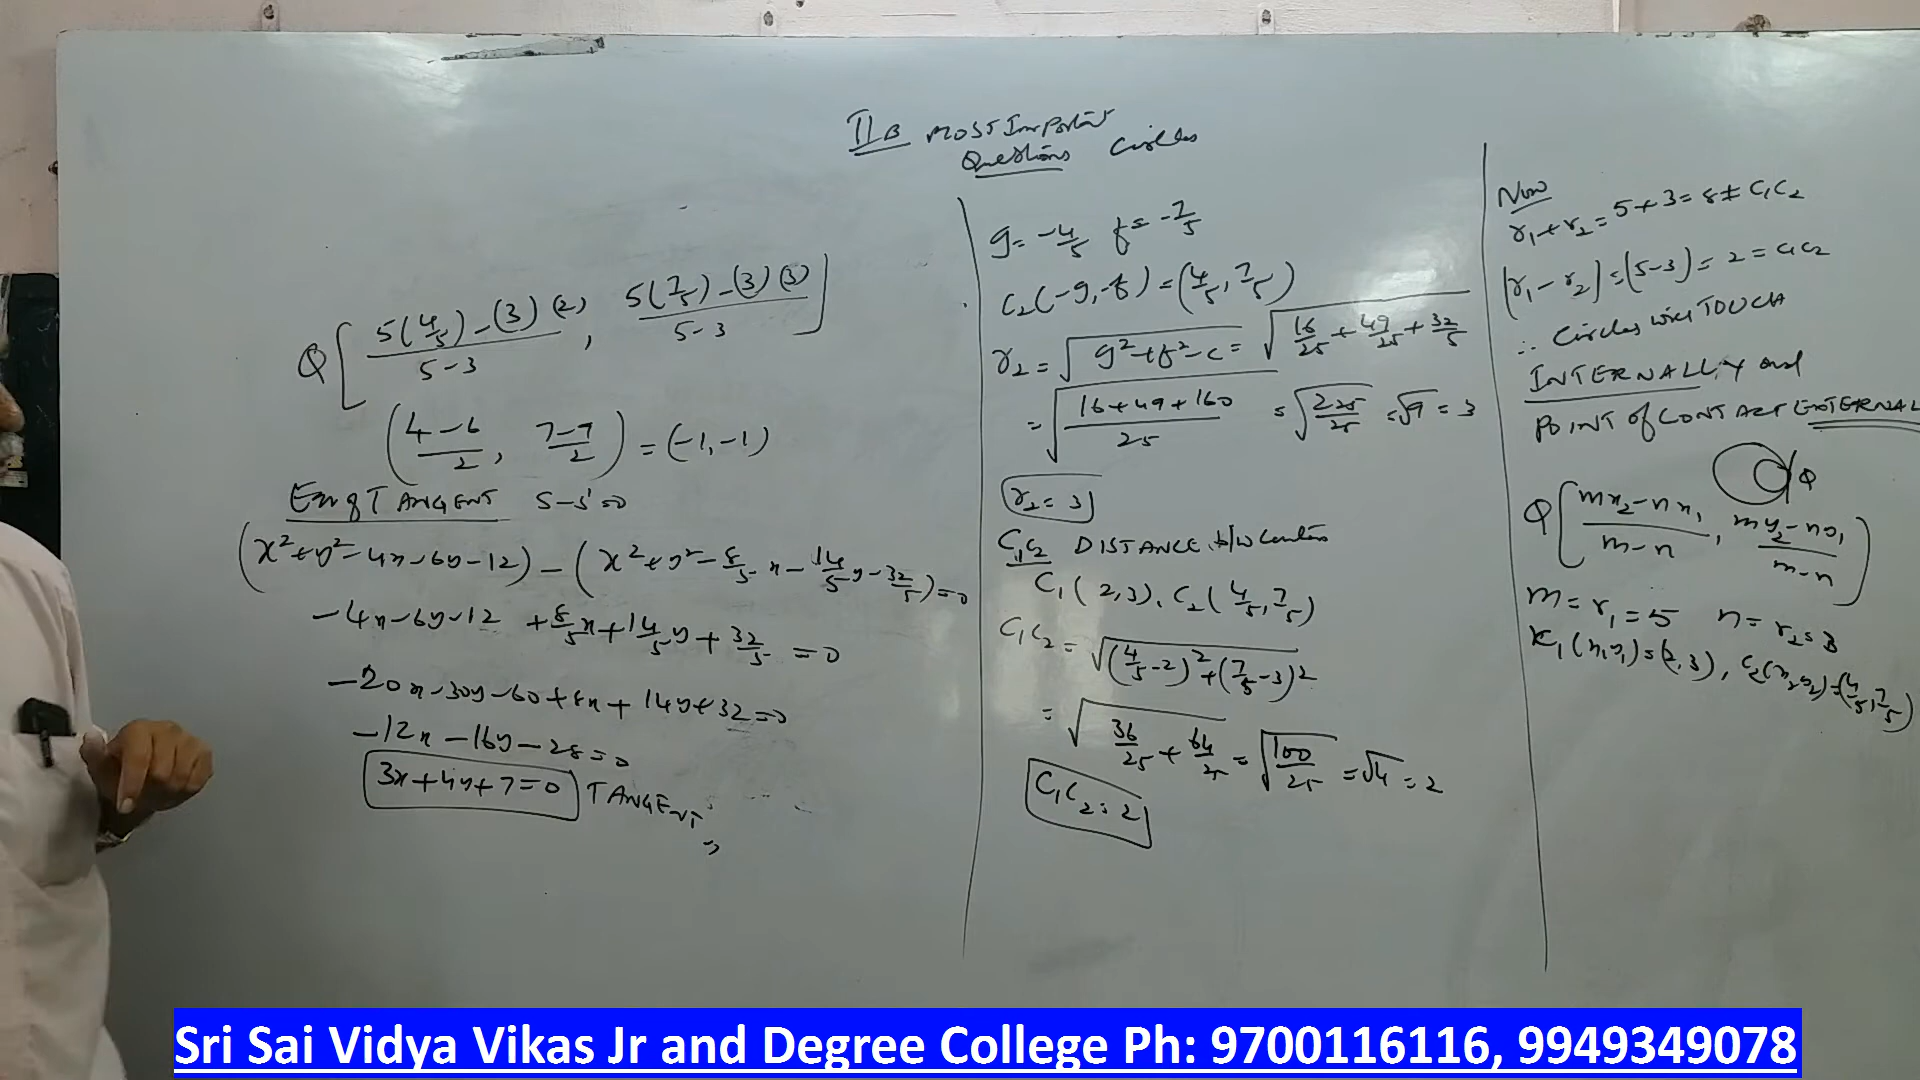 IIB MOST Important
Questions Circles
Q[ (5(4/5) - (3)(2))/(5-3) , (5(7/5) - (3)(3))/(5-3) ]
( (4-6)/2 , (7-9)/2 ) = (-1,-1)
Eqn of TANGENT S-S'=0
(x²+y²-4x-6y-12) - (x²+y²-8/5 x-14/5 y-32/5)=0
-4x-6y-12 +8/5 x+14/5 y+32/5 =0
-20x-30y-60+8x+14y+32=0
-12x-16y-28=0
3x+4y+7=0 TANGENT
g= -4/5 f= -7/5
C₂(-g,-f) = (4/5, 7/5)
r₂ = √(g²+f²-c) = √(16/25 + 49/25 + 32/5)
= √((16+49+160)/25) = √(225/25) = √9 = 3
r₂ = 3
C₁C₂ DISTANCE b/w Centres
C₁(2,3), C₂(4/5, 7/5)
C₁C₂ = √((4/5-2)²+(7/5-3)²)
= √(36/25 + 64/25) = √(100/25) = √4 = 2
C₁C₂ = 2
Now
r₁+r₂ = 5+3 = 8 ≠ C₁C₂
|r₁-r₂| = (5-3) = 2 = C₁C₂
∴ Circles will TOUCH
INTERNALLY and
POINT of CONTACT EXTERNAL
Q
Q[ (mx₂-nx₁)/(m-n) , (my₂-ny₁)/(m-n) ]
m = r₁ = 5 n = r₂ = 3
C₁(x₁y₁) = (2,3), C₂(x₂y₂) = (4/5, 7/5)
Sri Sai Vidya Vikas Jr and Degree College Ph: 9700116116, 9949349078